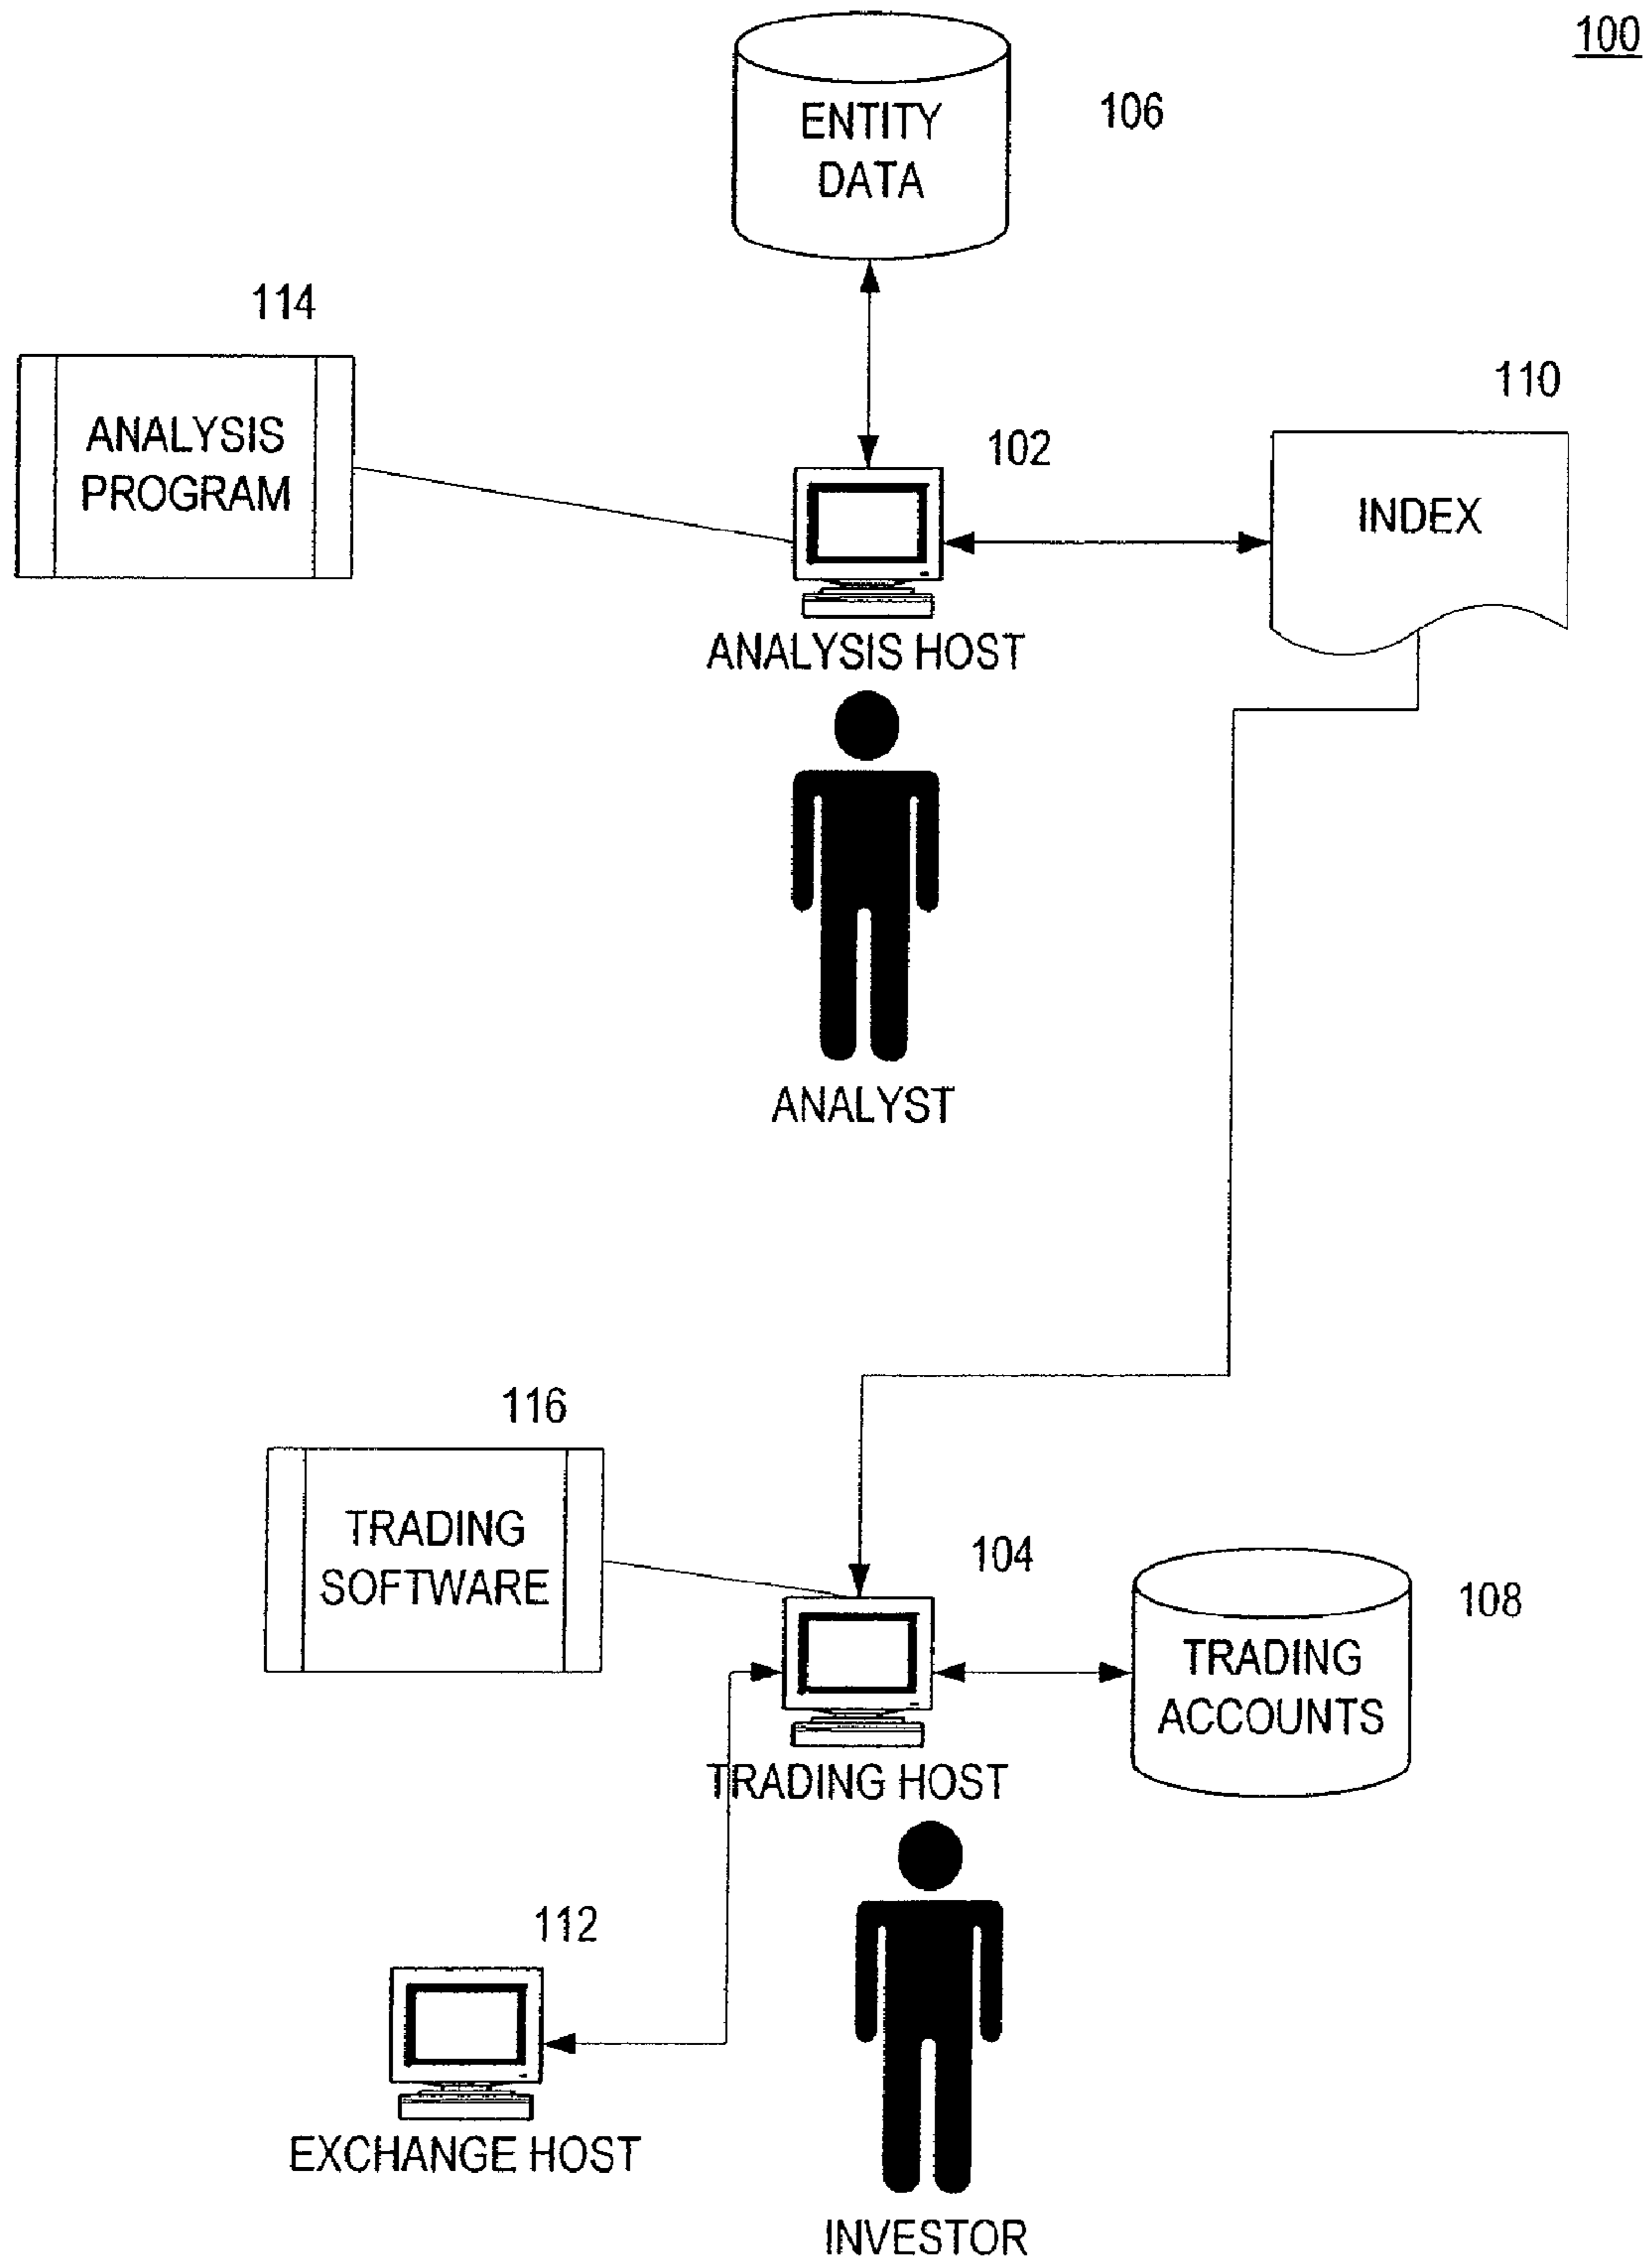 100
ENTITY
DATA
106
114
ANALYSIS
PROGRAM
102
110
INDEX
ANALYSIS HOST
ANALYST
116
TRADING
SOFTWARE
104
108
TRADING
ACCOUNTS
TRADING HOST
112
EXCHANGE HOST
INVESTOR